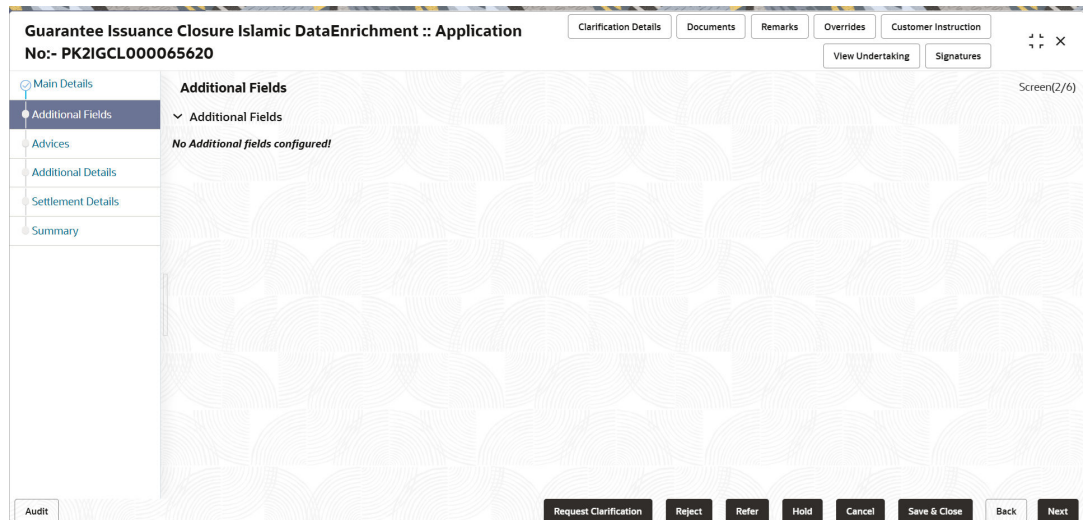 Guarantee Issuance Closure Islamic DataEnrichment :: Application
No:- PK2IGCL000065620
Clarification Details
Documents
Remarks
Overrides
Customer Instruction
View Undertaking
Signatures
Main Details
Additional Fields
Advices
Additional Details
Settlement Details
Summary
Additional Fields
Screen(2/6)
Additional Fields
No Additional fields configured!
Audit
Request Clarification
Reject
Refer
Hold
Cancel
Save & Close
Back
Next